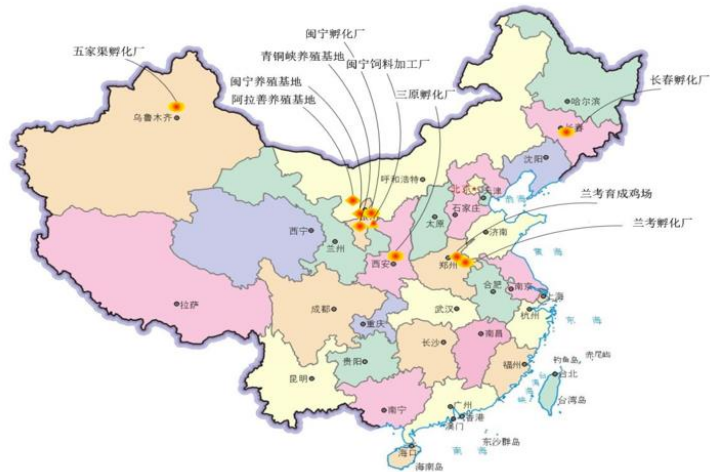 闽宁孵化厂
五家渠孵化厂
青铜峡养殖基地
闽宁饲料加工厂
闽宁养殖基地
阿拉善养殖基地
三原孵化厂
长春孵化厂
哈尔滨
乌鲁木齐
长春
沈阳
呼和浩特
北京
天津
渤海
石家庄
兰考育成鸡场
太原
济南
西宁
兰州
兰考孵化厂
黄海
西安
郑州
合肥
南京
上海
拉萨
成都
武汉
杭州
东海
重庆
长沙
南昌
贵阳
福州
钓鱼岛
赤尾屿
昆明
台北
台湾岛
广州
南宁
香港
澳门
东沙群岛
海口
南海
海南岛